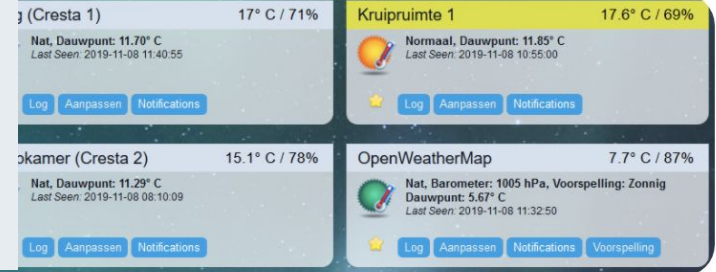 (Cresta 1) 17° C / 71%
Nat, Dauwpunt: 11.70° C
Last Seen: 2019-11-08 11:40:55
Log Aanpassen Notifications
Kruipruimte 1 17.6° C / 69%
Normaal, Dauwpunt: 11.85° C
Last Seen: 2019-11-08 10:55:00
Log Aanpassen Notifications
okamer (Cresta 2) 15.1° C / 78%
Nat, Dauwpunt: 11.29° C
Last Seen: 2019-11-08 08:10:09
Log Aanpassen Notifications
OpenWeatherMap 7.7° C / 87%
Nat, Barometer: 1005 hPa, Voorspelling: Zonnig
Dauwpunt: 5.67° C
Last Seen: 2019-11-08 11:32:50
Log Aanpassen Notifications Voorspelling